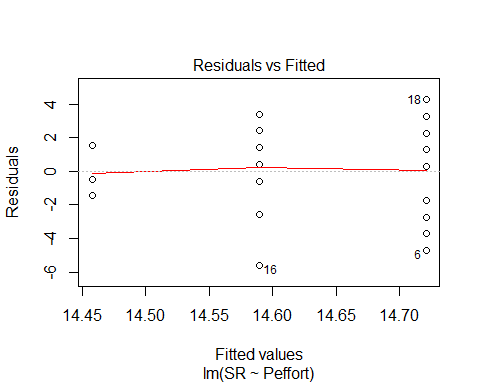 Residuals vs Fitted
Residuals
4
2
0
-2
-4
-6
18
16
6
14.45 14.50 14.55 14.60 14.65 14.70
Fitted values
lm(SR ~ Peffort)